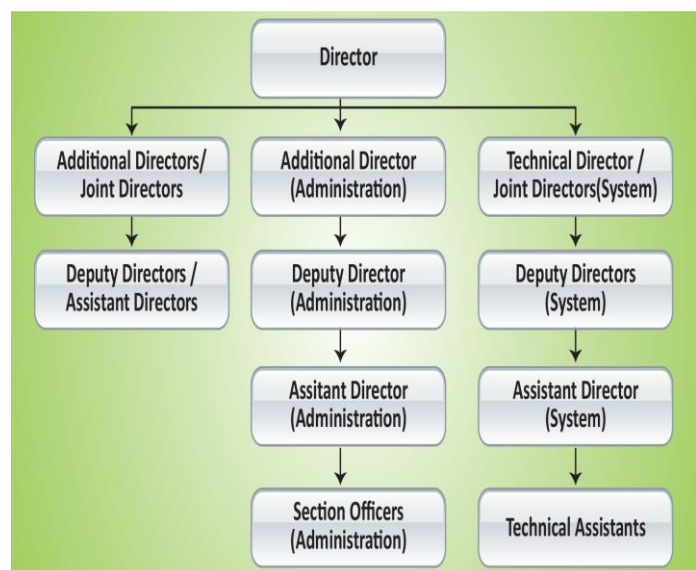 Director
Additional Directors/
Joint Directors
Additional Director
(Administration)
Technical Director /
Joint Directors(System)
Deputy Directors /
Assistant Directors
Deputy Director
(Administration)
Deputy Directors
(System)
Assitant Director
(Administration)
Assistant Director
(System)
Section Officers
(Administration)
Technical Assistants